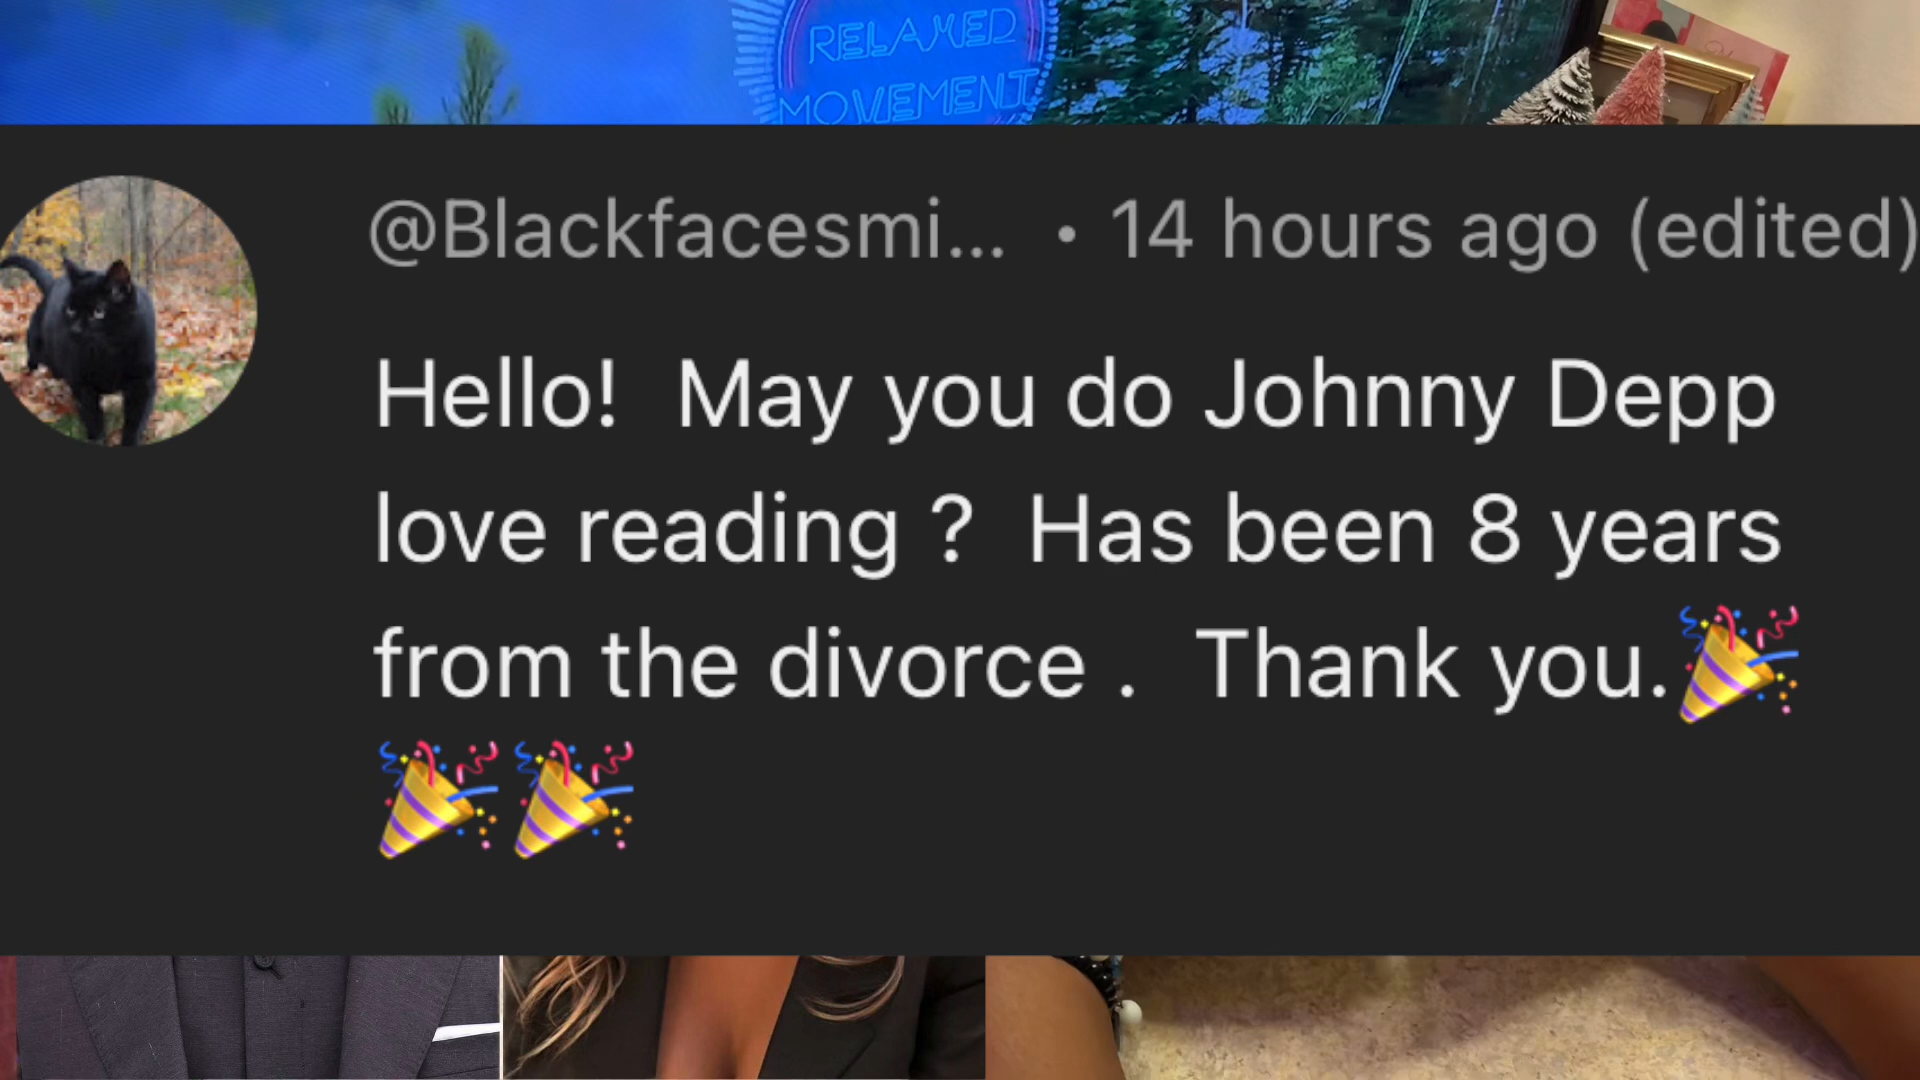 RELAXED
MOVEMENT
@Blackfacesmi... • 14 hours ago (edited)
Hello!  May you do Johnny Depp
love reading ?  Has been 8 years
from the divorce .  Thank you.🎉
🎉🎉